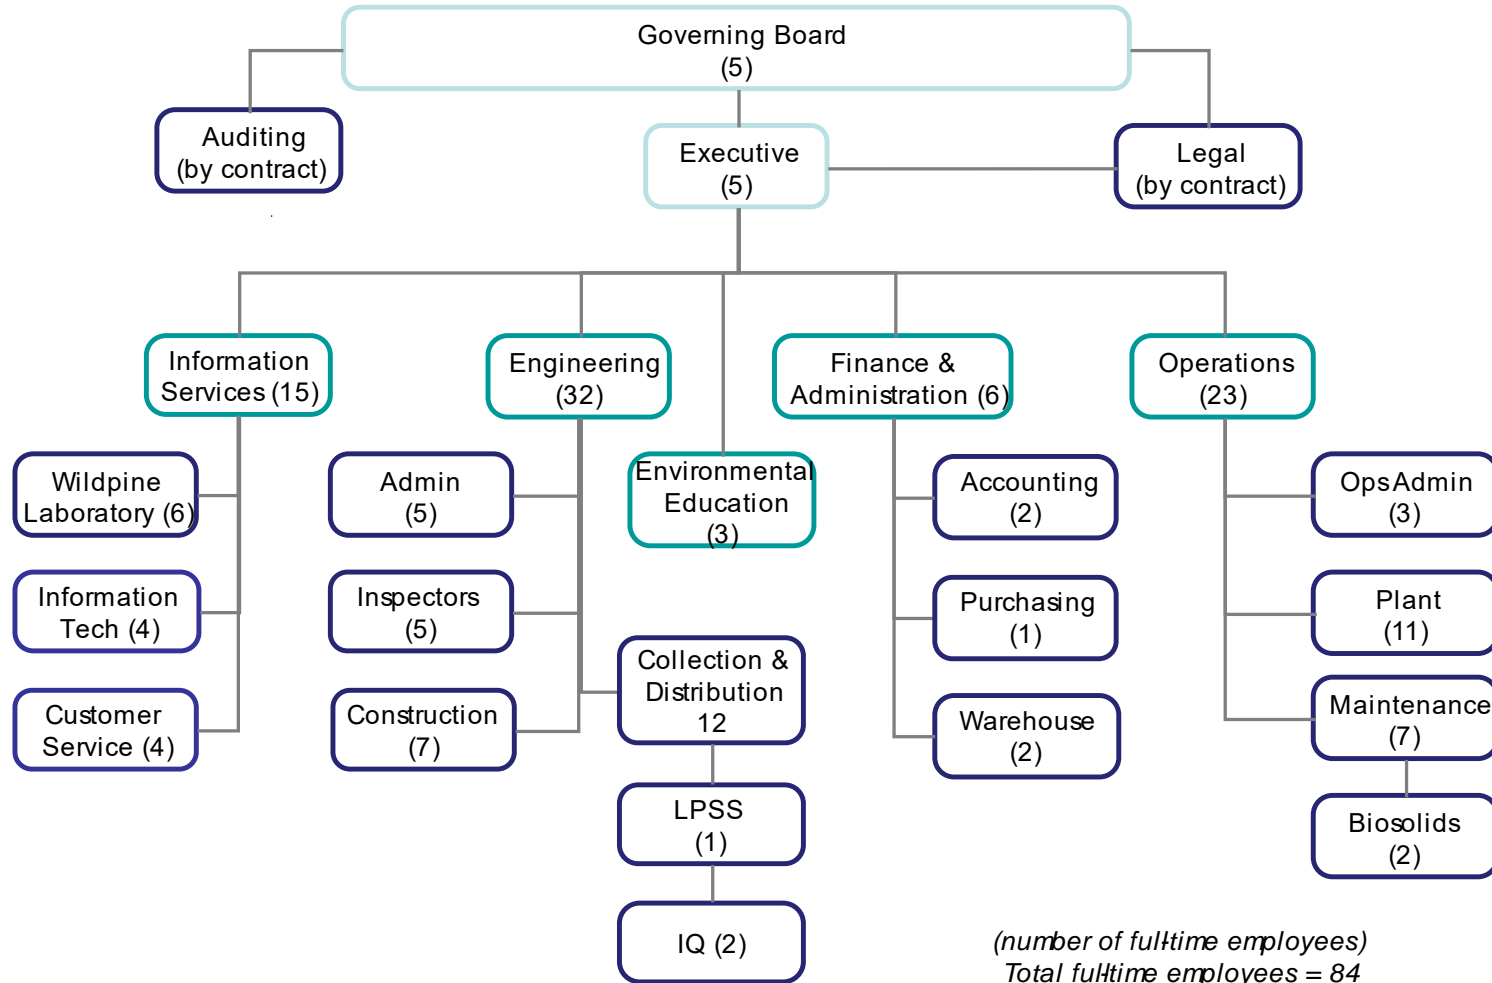 Governing Board
(5)
Auditing
(by contract)
Executive
(5)
Legal
(by contract)
Information
Services (15)
Engineering
(32)
Finance &
Administration (6)
Operations
(23)
Wildpine
Laboratory (6)
Admin
(5)
Environmental
Education
(3)
Accounting
(2)
OpsAdmin
(3)
Information
Tech (4)
Inspectors
(5)
Purchasing
(1)
Plant
(11)
Collection &
Distribution
12
Customer
Service (4)
Construction
(7)
Warehouse
(2)
Maintenance
(7)
LPSS
(1)
Biosolids
(2)
IQ (2)
(number of full-time employees)
Total full-time employees = 84